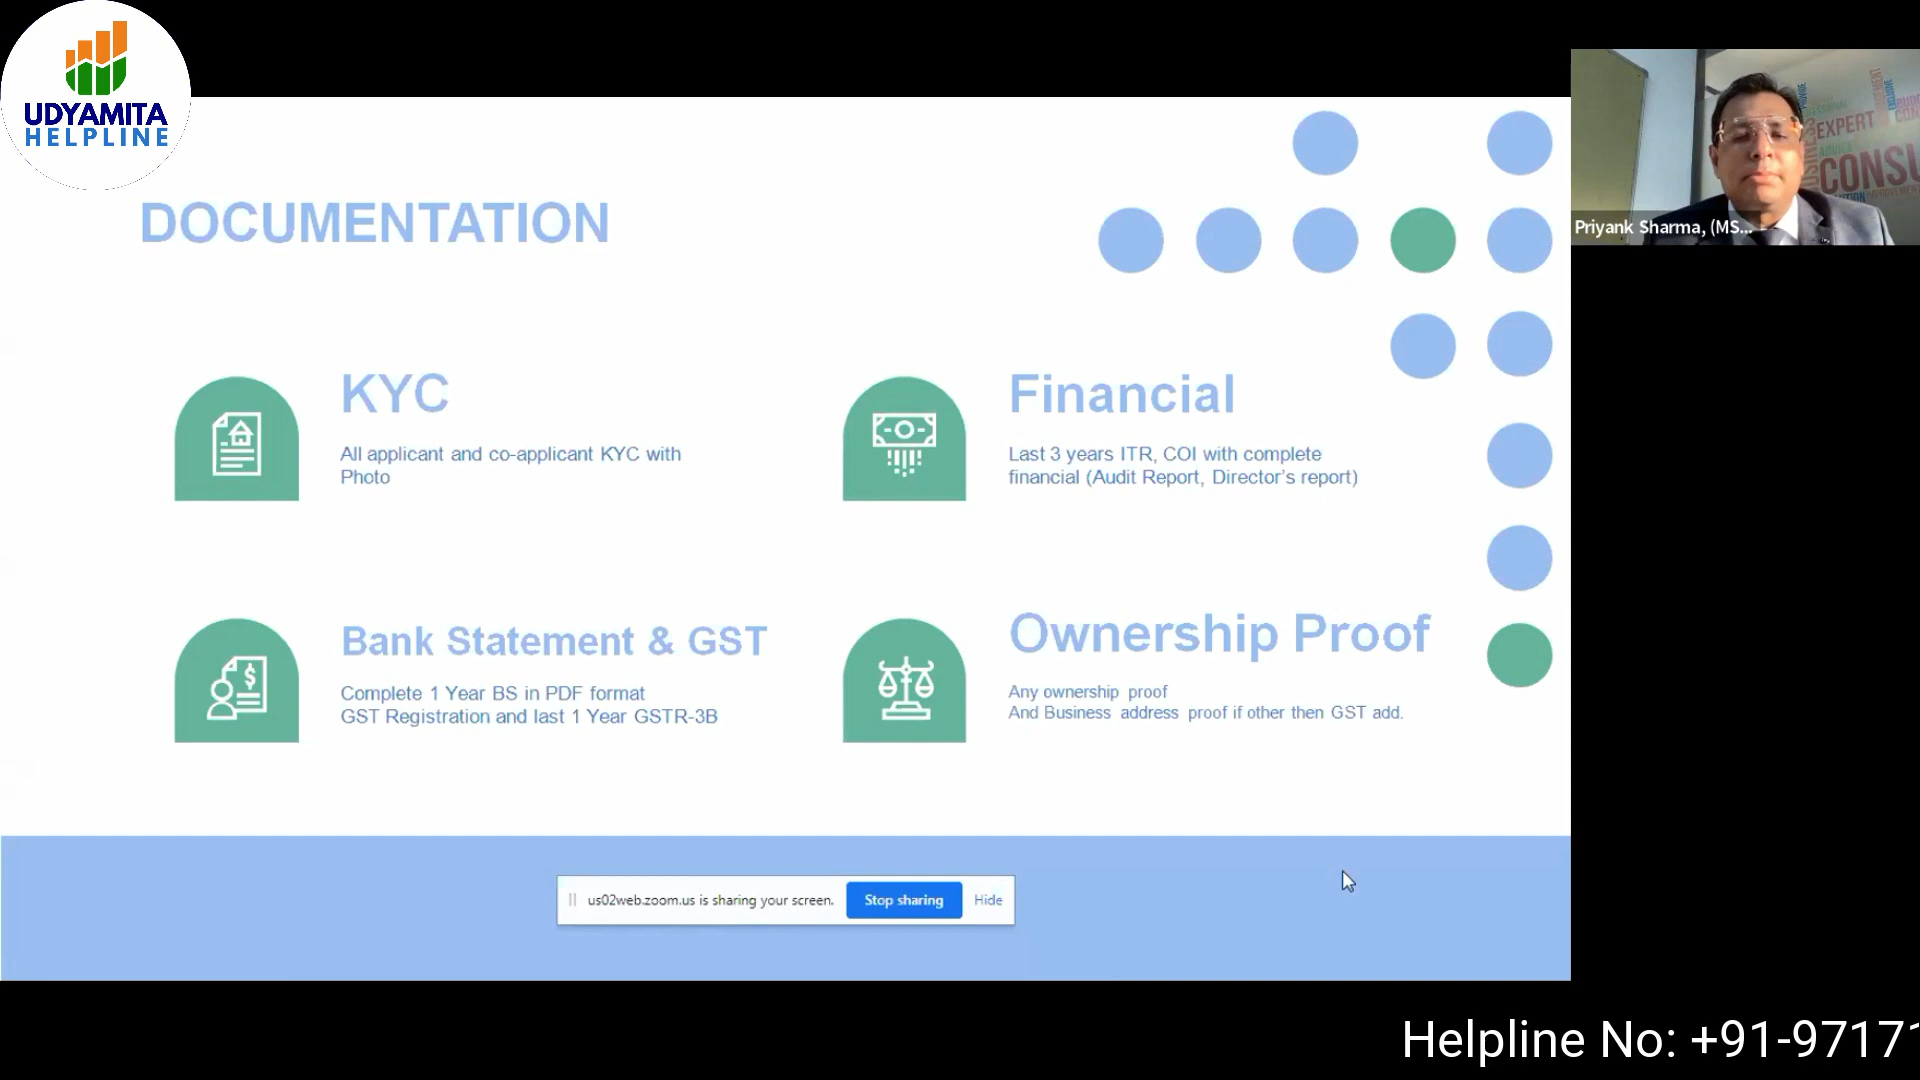 UDYAMITA
HELPLINE
DOCUMENTATION
KYC
All applicant and co-applicant KYC with
Photo
Financial
Last 3 years ITR, COI with complete
financial (Audit Report, Director's report)
Bank Statement & GST
Complete 1 Year BS in PDF format
GST Registration and last 1 Year GSTR-3B
Ownership Proof
Any ownership proof
And Business address proof if other then GST add.
us02web.zoom.us is sharing your screen.
Stop sharing
Hide
EXPERT
CONSU
Priyank Sharma, (MS...
Helpline No: +91-9717